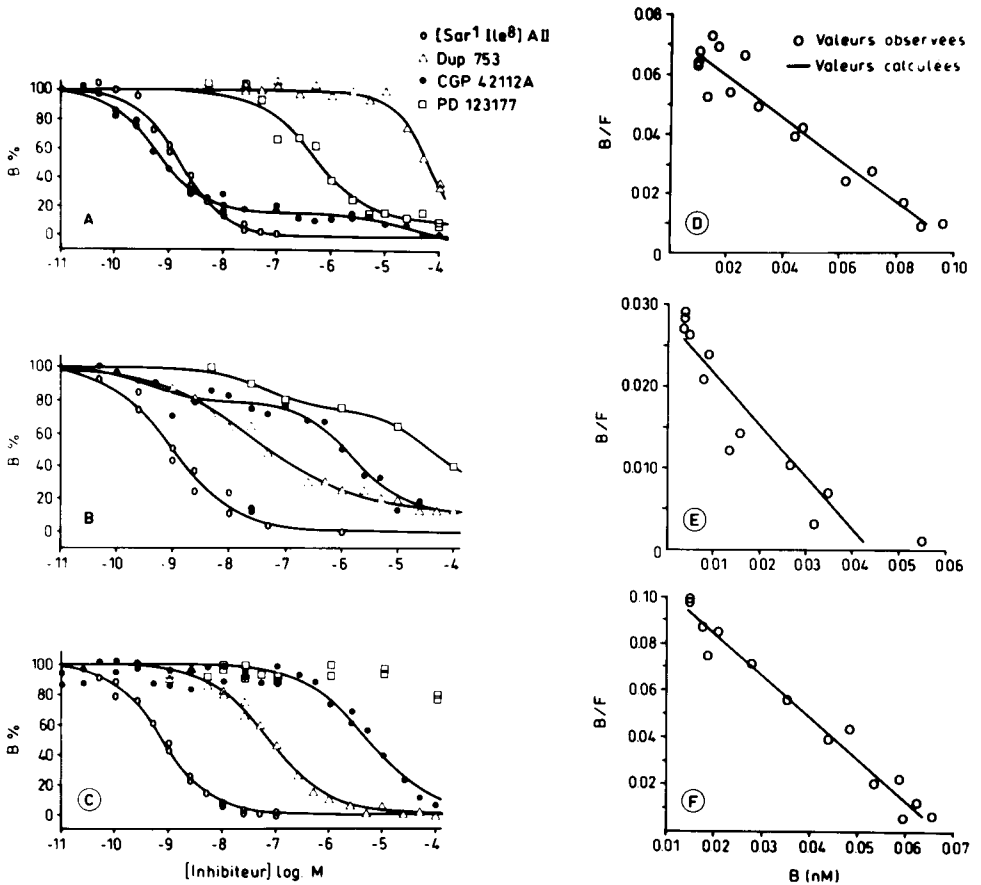 o [Sar¹ Ile⁸] AII
△ Dup 753
● CGP 42112A
□ PD 123177
B %
100
80
60
40
20
0
A
-11 -10 -9 -8 -7 -6 -5 -4
B %
100
80
60
40
20
0
B
-11 -10 -9 -8 -7 -6 -5 -4
B %
100
80
60
40
20
0
C
-11 -10 -9 -8 -7 -6 -5 -4
[Inhibiteur] log. M
o Valeurs observées
— Valeurs calculées
B/F
0.08
0.06
0.04
0.02
0
D
0.02 0.04 0.06 0.08 0.10
B/F
0.030
0.020
0.010
0
E
0.01 0.02 0.03 0.04 0.05 0.06
B/F
0.10
0.08
0.06
0.04
0.02
0
F
0.01 0.02 0.03 0.04 0.05 0.06 0.07
B (nM)